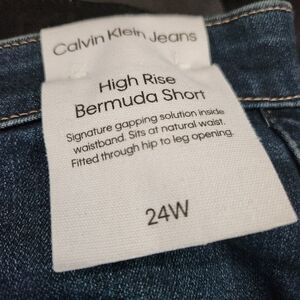 Calvin Klein Jeans
High Rise
Bermuda Short
Signature gapping solution inside
waistband. Sits at natural waist.
Fitted through hip to leg opening.
24W